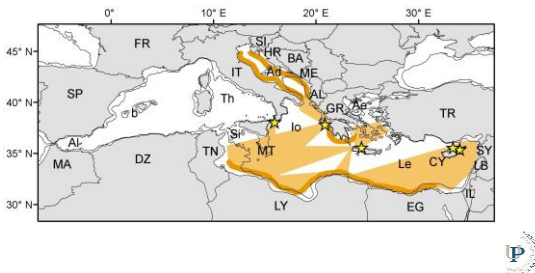 0° 10° E 20° E 30° E
45° N
40° N
35° N
30° N
FR
SI
HR
BA
IT
Ad
ME
AL
SP
b
Th
Io
GR
Ae
TR
Al
Si
MA
DZ
TN
MT
Le
CY
SY
LB
IL
LY
EG
UP